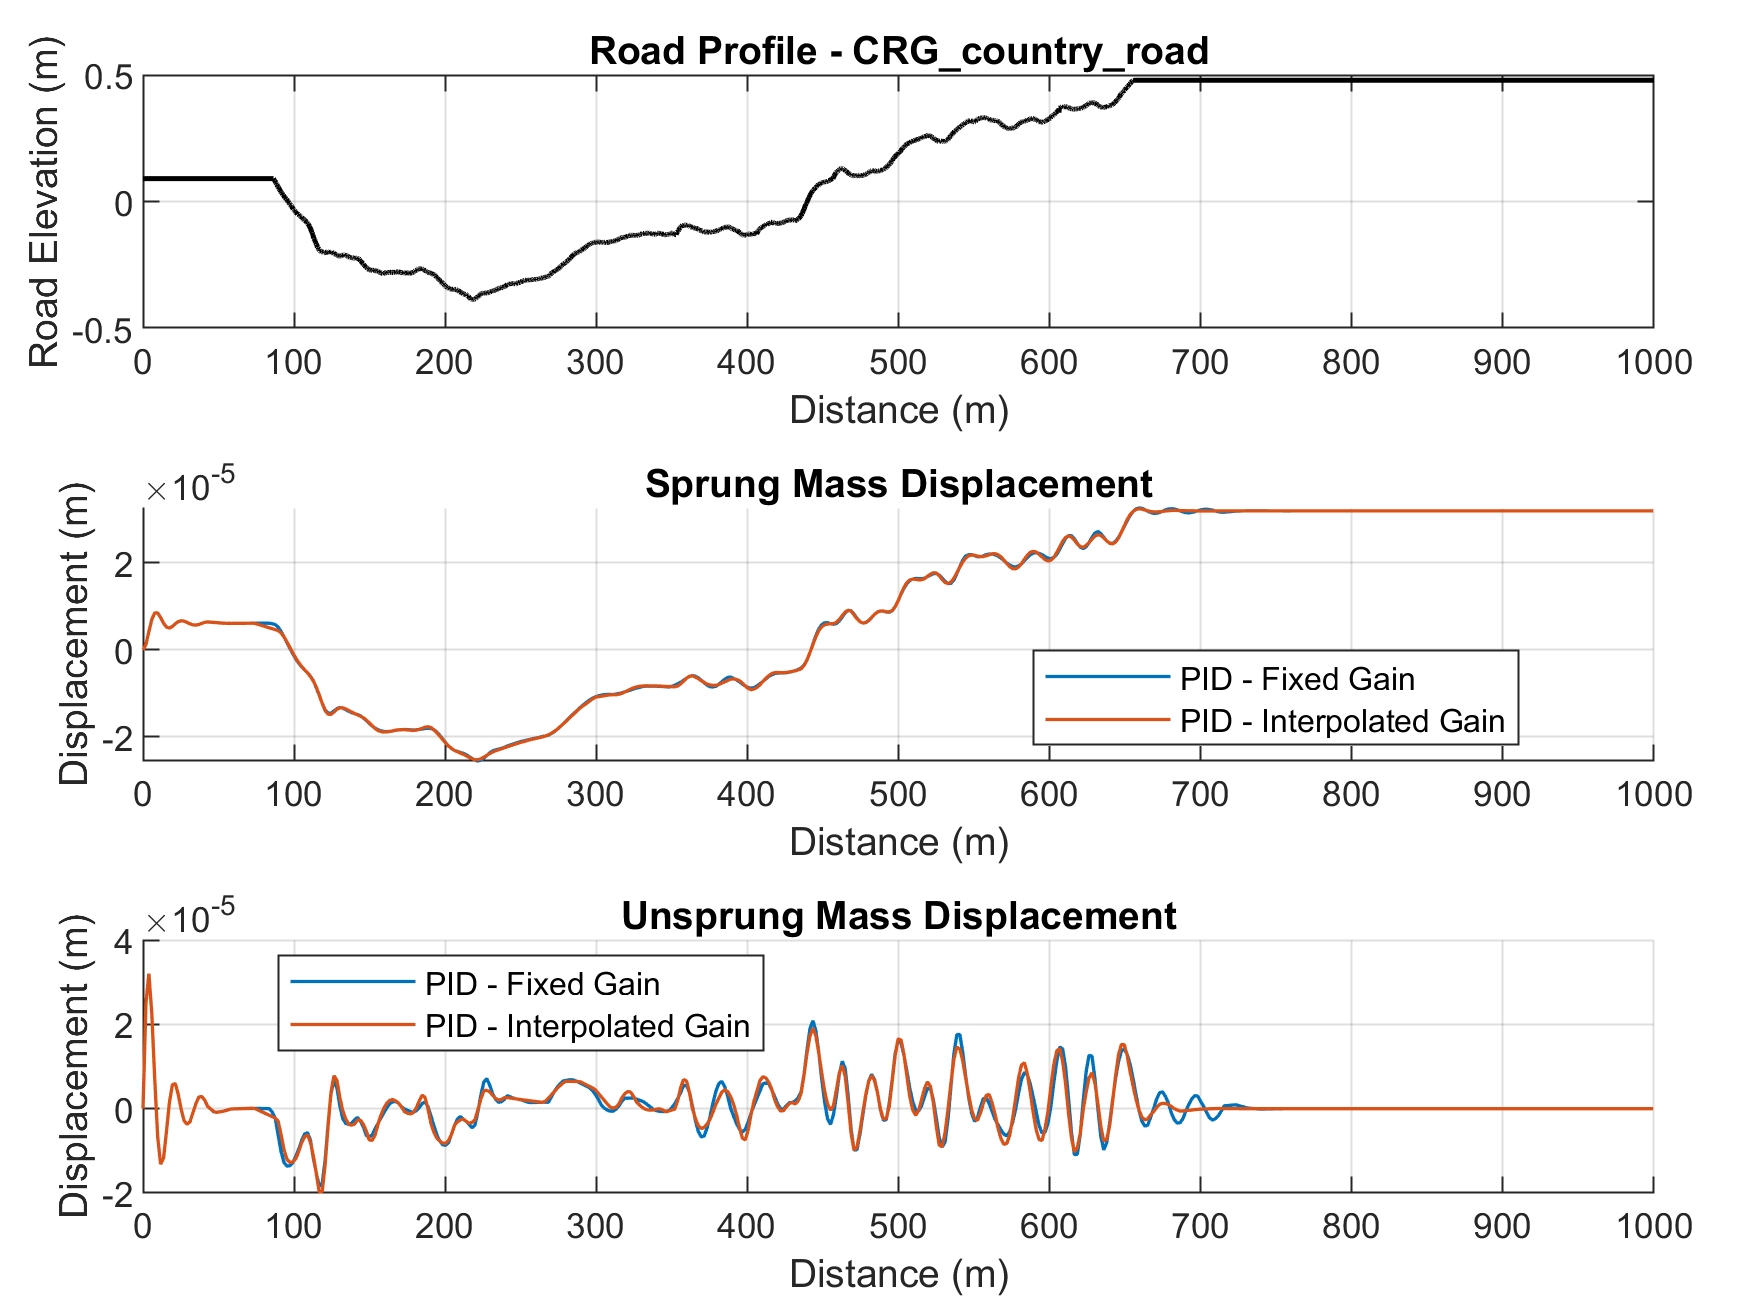 Road Profile - CRG_country_road
Road Elevation (m)
0.5
0
-0.5
0 100 200 300 400 500 600 700 800 900 1000
Distance (m)
×10-5
Sprung Mass Displacement
Displacement (m)
2
0
-2
PID - Fixed Gain
PID - Interpolated Gain
0 100 200 300 400 500 600 700 800 900 1000
Distance (m)
×10-5
Unsprung Mass Displacement
Displacement (m)
4
2
0
-2
PID - Fixed Gain
PID - Interpolated Gain
0 100 200 300 400 500 600 700 800 900 1000
Distance (m)